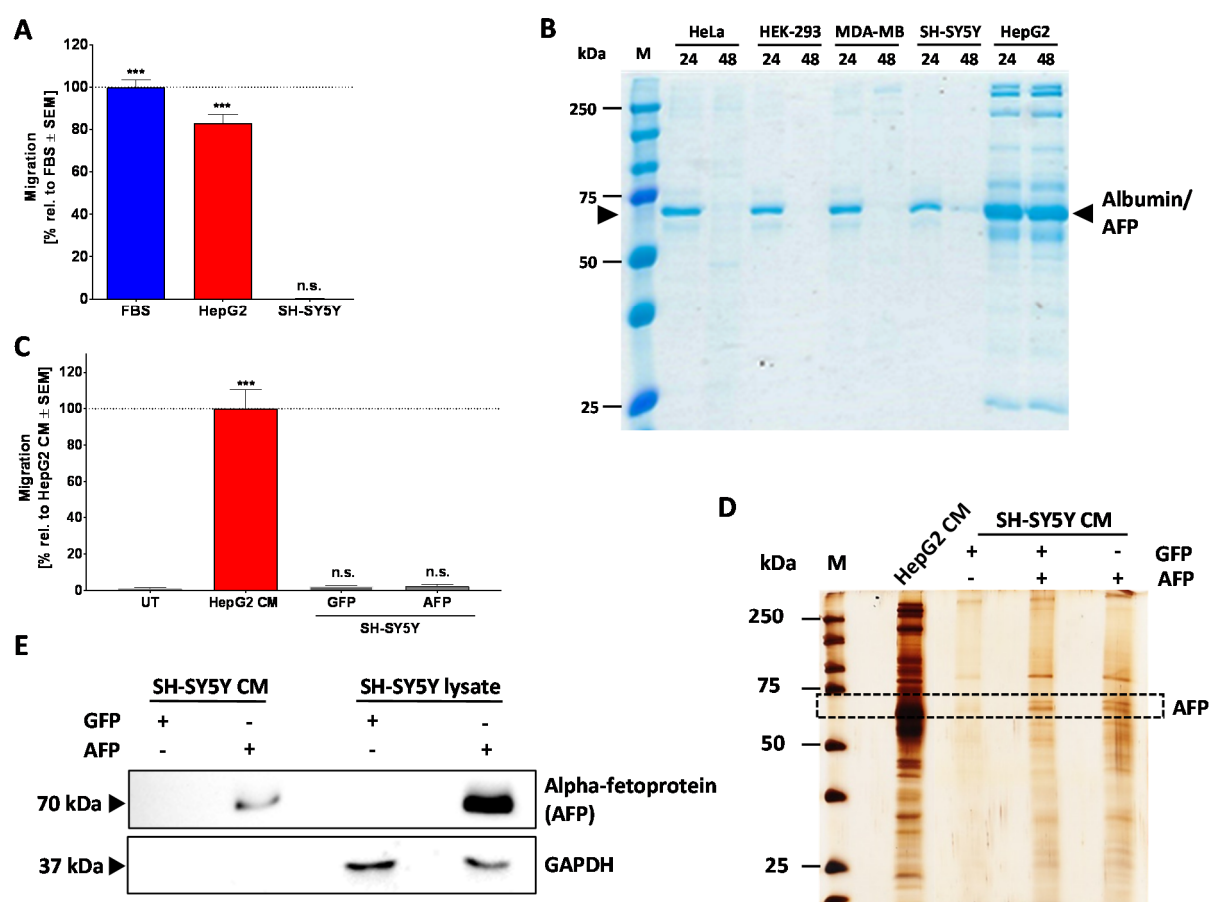 A
Migration
[% rel. to FBS ± SEM]
120
100
80
60
40
20
0
***
***
n.s.
FBS HepG2 SH-SY5Y
B
HeLa HEK-293 MDA-MB SH-SY5Y HepG2
kDa M 24 48 24 48 24 48 24 48 24 48
250
75
50
25
Albumin/
AFP
C
Migration
[% rel. to HepG2 CM ± SEM]
120
100
80
60
40
20
0
***
n.s. n.s.
UT HepG2 CM GFP AFP
SH-SY5Y
D
kDa M HepG2 CM SH-SY5Y CM
+ + - GFP
- + + AFP
250
75
50
25
AFP
E
SH-SY5Y CM SH-SY5Y lysate
GFP + - + -
AFP - + - +
70 kDa
Alpha-fetoprotein
(AFP)
37 kDa GAPDH